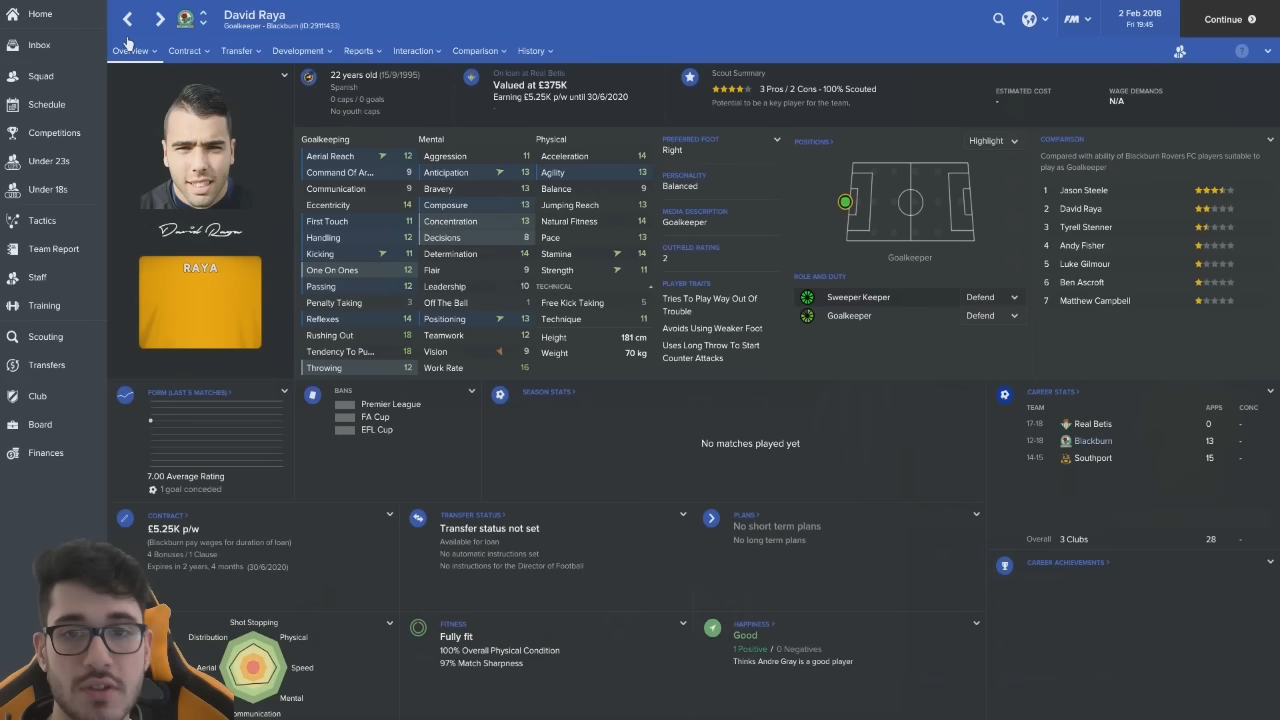 Home
Inbox
Squad
Schedule
Competitions
Under 23s
Under 18s
Tactics
Team Report
Staff
Training
Scouting
Transfers
Club
Board
Finances
David Raya
Goalkeeper - Blackburn (ID:29111433)
FM
2 Feb 2018
Fri 19:45
Continue
Overview
Contract
Transfer
Development
Reports
Interaction
Comparison
History
?
22 years old (15/9/1995)
Spanish
0 caps / 0 goals
No youth caps
On loan at Real Betis
Valued at £375K
Earning £5.25K p/w until 30/6/2020
-
Scout Summary
3 Pros / 2 Cons - 100% Scouted
Potential to be a key player for the team.
ESTIMATED COST
-
WAGE DEMANDS
N/A
RAYA
Goalkeeping
Aerial Reach 12
Command Of Ar... 9
Communication 9
Eccentricity 14
First Touch 11
Handling 12
Kicking 11
One On Ones 12
Passing 12
Penalty Taking 3
Reflexes 14
Rushing Out 18
Tendency To Pu... 18
Throwing 12
Mental
Aggression 11
Anticipation 13
Bravery 13
Composure 13
Concentration 13
Decisions 8
Determination 14
Flair 9
Leadership 10
Off The Ball 1
Positioning 13
Teamwork 12
Vision 9
Work Rate 16
Physical
Acceleration 14
Agility 13
Balance 9
Jumping Reach 13
Natural Fitness 14
Pace 13
Stamina 14
Strength 11
TECHNICAL
Free Kick Taking 5
Technique 11
Height 181 cm
Weight 70 kg
PREFERRED FOOT
Right
PERSONALITY
Balanced
MEDIA DESCRIPTION
Goalkeeper
OUTFIELD RATING
2
PLAYER TRAITS
Tries To Play Way Out Of
Trouble
Avoids Using Weaker Foot
Uses Long Throw To Start
Counter Attacks
POSITIONS >
Highlight
Goalkeeper
ROLE AND DUTY
Sweeper Keeper Defend
Goalkeeper Defend
COMPARISON
Compared with ability of Blackburn Rovers FC players suitable
to play as Goalkeeper
1 Jason Steele
2 David Raya
3 Tyrell Stenner
4 Andy Fisher
5 Luke Gilmour
6 Ben Ascroft
7 Matthew Campbell
FORM (LAST 5 MATCHES) >
7.00 Average Rating
1 goal conceded
BANS
Premier League
FA Cup
EFL Cup
SEASON STATS >
No matches played yet
CAREER STATS >
TEAM APPS CONC
17-18 Real Betis 0 -
12-18 Blackburn 13 -
14-15 Southport 15 -
Overall 3 Clubs 28 -
CONTRACT >
£5.25K p/w
(Blackburn pay wages for duration of loan)
4 Bonuses / 1 Clause
Expires in 2 years, 4 months (30/6/2020)
TRANSFER STATUS >
Transfer status not set
Available for loan
No automatic instructions set
No instructions for the Director of Football
PLANS >
No short term plans
No long term plans
CAREER ACHIEVEMENTS >
Shot Stopping
Distribution
Physical
Aerial
Speed
Mental
ommunication
FITNESS
Fully fit
100% Overall Physical Condition
97% Match Sharpness
HAPPINESS >
Good
1 Positive / 0 Negatives
Thinks Andre Gray is a good player